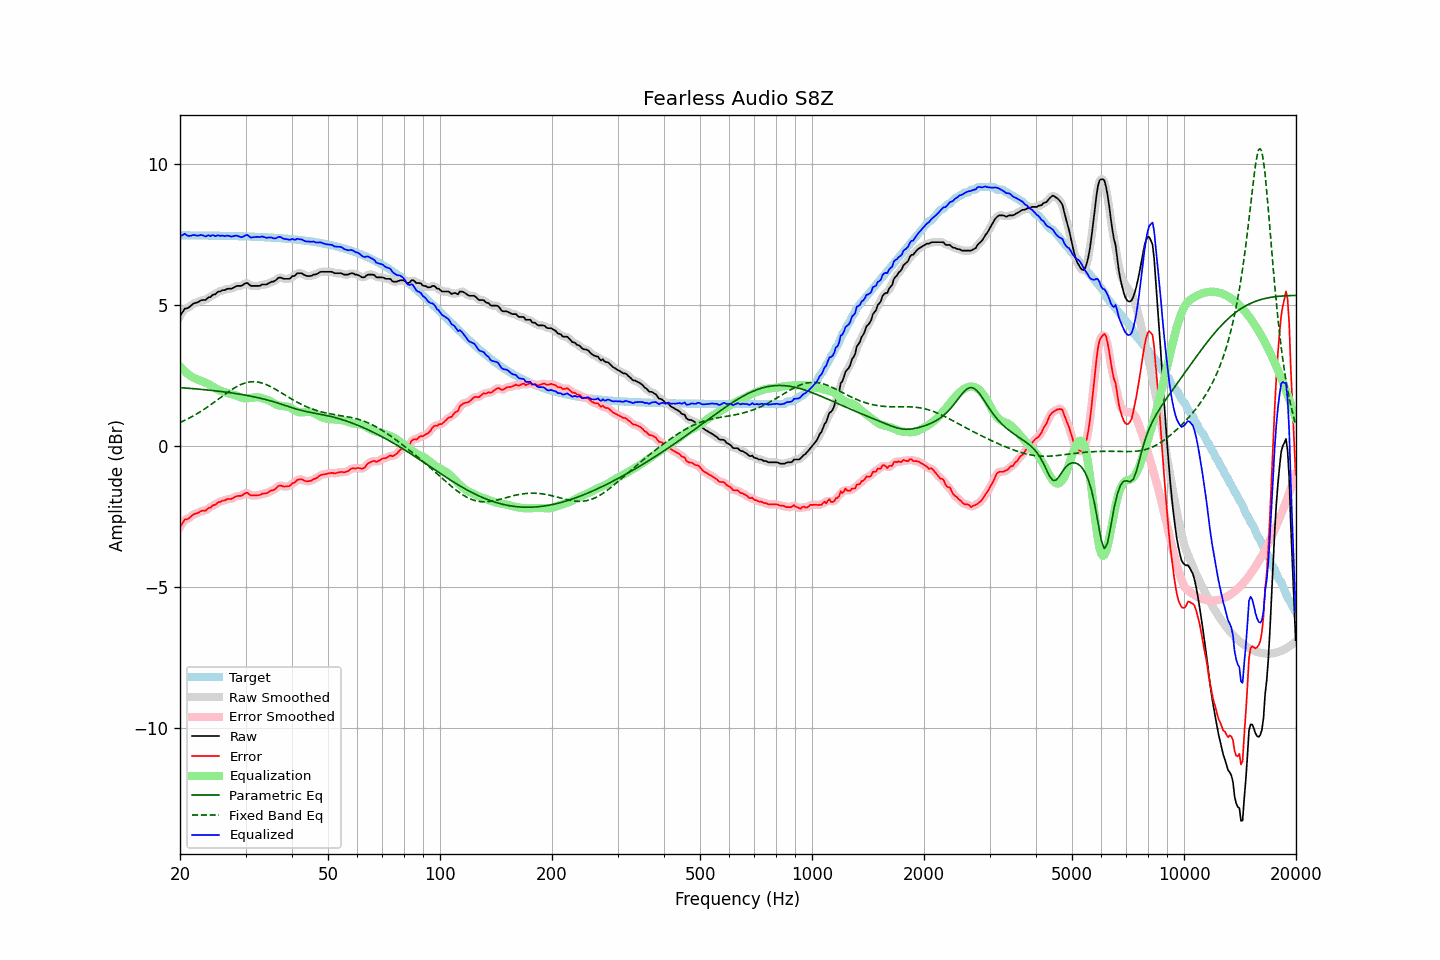 Fearless Audio S8Z
Amplitude (dBr)
10
5
0
−5
−10
Target
Raw Smoothed
Error Smoothed
Raw
Error
Equalization
Parametric Eq
Fixed Band Eq
Equalized
20 50 100 200 500 1000 2000 5000 10000 20000
Frequency (Hz)